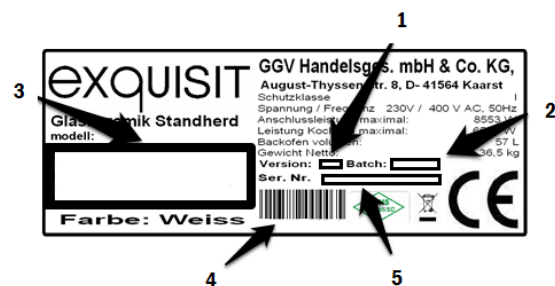 1
2
3
exquisit
GGV Handelsges. mbH & Co. KG,
August-Thyssenstr. 8, D- 41564 Kaarst
Schutzklasse I
Spannung / Frequenz 230V / 400 V AC, 50Hz
Glaskeramik Standherd
Anschlussleistung maximal: 8553 W
modell:
Leistung Kochfeld maximal:
Backofen volumen: 57 L
Gewicht Netto: 36,5 kg
Version: Batch:
Ser. Nr.
Farbe: Weiss
CE
4
5